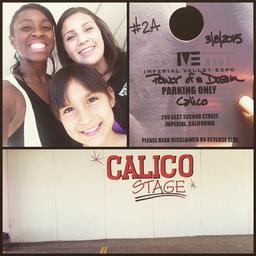 #2A
3/8/2015
IVE
IMPERIAL VALLEY EXPO
Power of a Dream
PARKING ONLY
Calico
200 EAST SECOND STREET
IMPERIAL, CALIFORNIA
PLEASE READ DISCLAIMER ON REVERSE SIDE.
CALICO
STAGE